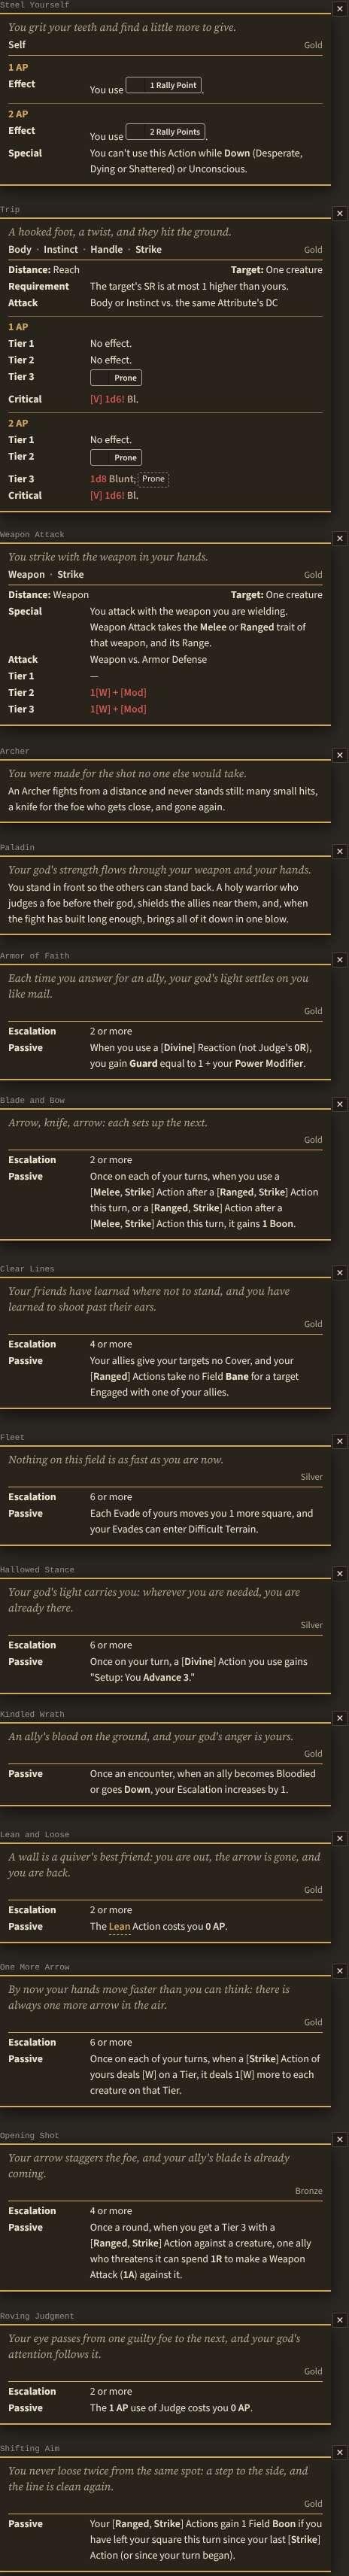 Steel Yourself
You grit your teeth and find a little more to give.
Self Gold
1 AP
Effect You use 1 Rally Point.
2 AP
Effect You use 2 Rally Points.
Special You can't use this Action while Down (Desperate,
Dying or Shattered) or Unconscious.
Trip
A hooked foot, a twist, and they hit the ground.
Body · Instinct · Handle · Strike Gold
Distance: Reach Target: One creature
Requirement The target's SR is at most 1 higher than yours.
Attack Body or Instinct vs. the same Attribute's DC
1 AP
Tier 1 No effect.
Tier 2 No effect.
Tier 3 Prone
Critical [V] 1d6! Bl.
2 AP
Tier 1 No effect.
Tier 2 Prone
Tier 3 1d8 Blunt; Prone
Critical [V] 1d6! Bl.
Weapon Attack
You strike with the weapon in your hands.
Weapon · Strike Gold
Distance: Weapon Target: One creature
Special You attack with the weapon you are wielding.
Weapon Attack takes the Melee or Ranged trait of
that weapon, and its Range.
Attack Weapon vs. Armor Defense
Tier 1 —
Tier 2 1[W] + [Mod]
Tier 3 1[W] + [Mod]
Archer
You were made for the shot no one else would take.
An Archer fights from a distance and never stands still: many small hits,
a knife for the foe who gets close, and gone again.
Paladin
Your god's strength flows through your weapon and your hands.
You stand in front so the others can stand back. A holy warrior who
judges a foe before their god, shields the allies near them, and, when
the fight has built long enough, brings all of it down in one blow.
Armor of Faith
Each time you answer for an ally, your god's light settles on you
like mail.
Gold
Escalation 2 or more
Passive When you use a [Divine] Reaction (not Judge's 0R),
you gain Guard equal to 1 + your Power Modifier.
Blade and Bow
Arrow, knife, arrow: each sets up the next.
Gold
Escalation 2 or more
Passive Once on each of your turns, when you use a
[Melee, Strike] Action after a [Ranged, Strike] Action
this turn, or a [Ranged, Strike] Action after a
[Melee, Strike] Action this turn, it gains 1 Boon.
Clear Lines
Your friends have learned where not to stand, and you have
learned to shoot past their ears.
Gold
Escalation 4 or more
Passive Your allies give your targets no Cover, and your
[Ranged] Actions take no Field Bane for a target
Engaged with one of your allies.
Fleet
Nothing on this field is as fast as you are now.
Silver
Escalation 6 or more
Passive Each Evade of yours moves you 1 more square, and
your Evades can enter Difficult Terrain.
Hallowed Stance
Your god's light carries you: wherever you are needed, you are
already there.
Silver
Escalation 6 or more
Passive Once on your turn, a [Divine] Action you use gains
"Setup: You Advance 3."
Kindled Wrath
An ally's blood on the ground, and your god's anger is yours.
Gold
Passive Once an encounter, when an ally becomes Bloodied
or goes Down, your Escalation increases by 1.
Lean and Loose
A wall is a quiver's best friend: you are out, the arrow is gone, and
you are back.
Gold
Escalation 2 or more
Passive The Lean Action costs you 0 AP.
One More Arrow
By now your hands move faster than you can think: there is
always one more arrow in the air.
Gold
Escalation 6 or more
Passive Once on each of your turns, when a [Strike] Action of
yours deals [W] on a Tier, it deals 1[W] more to each
creature on that Tier.
Opening Shot
Your arrow staggers the foe, and your ally's blade is already
coming.
Bronze
Escalation 4 or more
Passive Once a round, when you get a Tier 3 with a
[Ranged, Strike] Action against a creature, one ally
who threatens it can spend 1R to make a Weapon
Attack (1A) against it.
Roving Judgment
Your eye passes from one guilty foe to the next, and your god's
attention follows it.
Gold
Escalation 2 or more
Passive The 1 AP use of Judge costs you 0 AP.
Shifting Aim
You never loose twice from the same spot: a step to the side, and
the line is clean again.
Gold
Passive Your [Ranged, Strike] Actions gain 1 Field Boon if you
have left your square this turn since your last [Strike]
Action (or since your turn began).